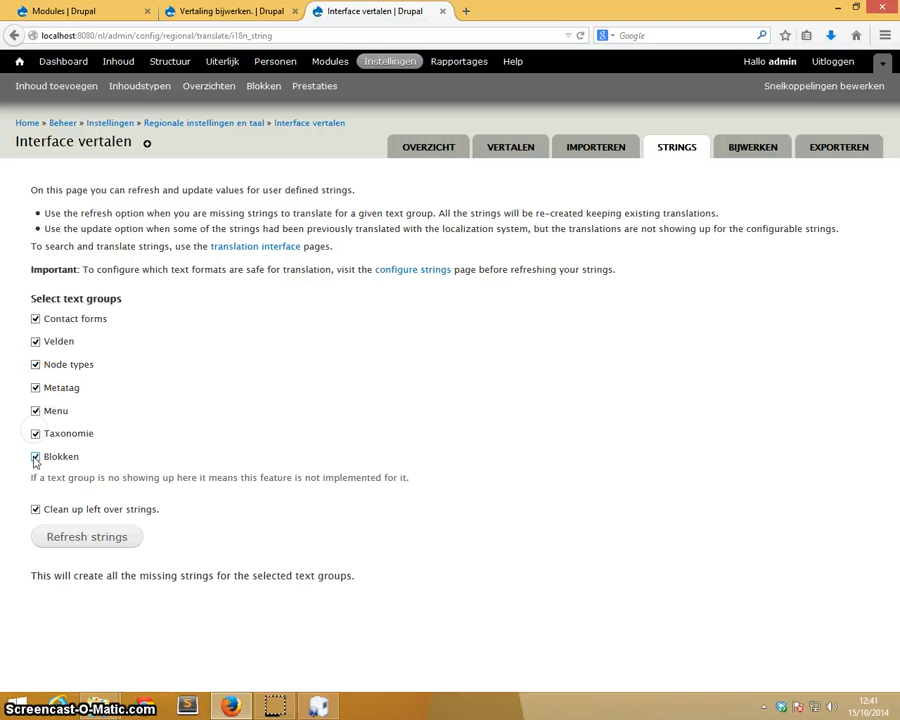 Modules | Drupal
Vertaling bijwerken. | Drupal
Interface vertalen | Drupal
localhost:8080/nl/admin/config/regional/translate/i18n_string
Google
Dashboard Inhoud Structuur Uiterlijk Personen Modules Instellingen Rapportages Help Hallo admin Uitloggen
Inhoud toevoegen Inhoudstypen Overzichten Blokken Prestaties Snelkoppelingen bewerken
Home » Beheer » Instellingen » Regionale instellingen en taal » Interface vertalen
Interface vertalen
OVERZICHT VERTALEN IMPORTEREN STRINGS BIJWERKEN EXPORTEREN
On this page you can refresh and update values for user defined strings.
• Use the refresh option when you are missing strings to translate for a given text group. All the strings will be re-created keeping existing translations.
• Use the update option when some of the strings had been previously translated with the localization system, but the translations are not showing up for the configurable strings.
To search and translate strings, use the translation interface pages.
Important: To configure which text formats are safe for translation, visit the configure strings page before refreshing your strings.
Select text groups
Contact forms
Velden
Node types
Metatag
Menu
Taxonomie
Blokken
If a text group is no showing up here it means this feature is not implemented for it.
Clean up left over strings.
Refresh strings
This will create all the missing strings for the selected text groups.
Screencast-O-Matic.com
12:41
15/10/2014